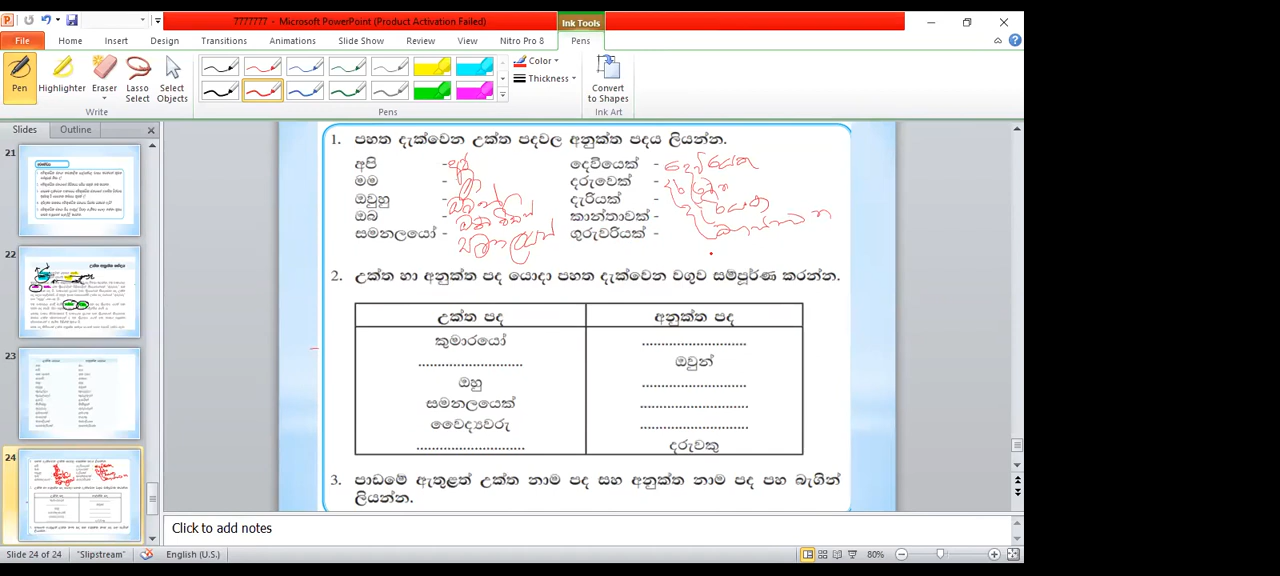 7777777 - Microsoft PowerPoint (Product Activation Failed)
Ink Tools
File Home Insert Design Transitions Animations Slide Show Review View Nitro Pro 8 Pens
Pen Highlighter Eraser Lasso Select Select Objects
Color
Thickness
Convert to Shapes
Write Pens Ink Art
Slides Outline
21
22
23
24
1. පහත දැක්වෙන උක්ත පදවල අනුක්ත පදය ලියන්න.
අපි - අප දෙවියෙක් -
මම - දරුවෙක් -
ඔවුහු - දැරියක් -
ඔබ - කාන්තාවක් -
සමනලයෝ - සමනලයන් ගුරුවරියක් -
2. උක්ත හා අනුක්ත පද යොදා පහත දැක්වෙන වගුව සම්පූර්ණ කරන්න.
උක්ත පද අනුක්ත පද
කුමාරයෝ ...........................
........................... ඔවුන්
ඔහු ...........................
සමනලයෙක් ...........................
වෛද්‍යවරු ...........................
........................... දරුවකු
3. පාඩමේ ඇතුළත් උක්ත නාම පද සහ අනුක්ත නාම පද පහ බැගින්
ලියන්න.
Click to add notes
Slide 24 of 24 "Slipstream" English (U.S.) 80%